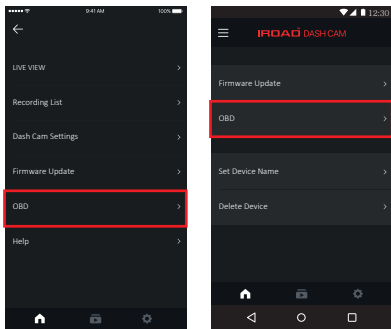 9:41 AM 100%
LIVE VIEW
Recording List
Dash Cam Settings
Firmware Update
OBD
Help
12:30
IROAD DASH CAM
Firmware Update
OBD
Set Device Name
Delete Device